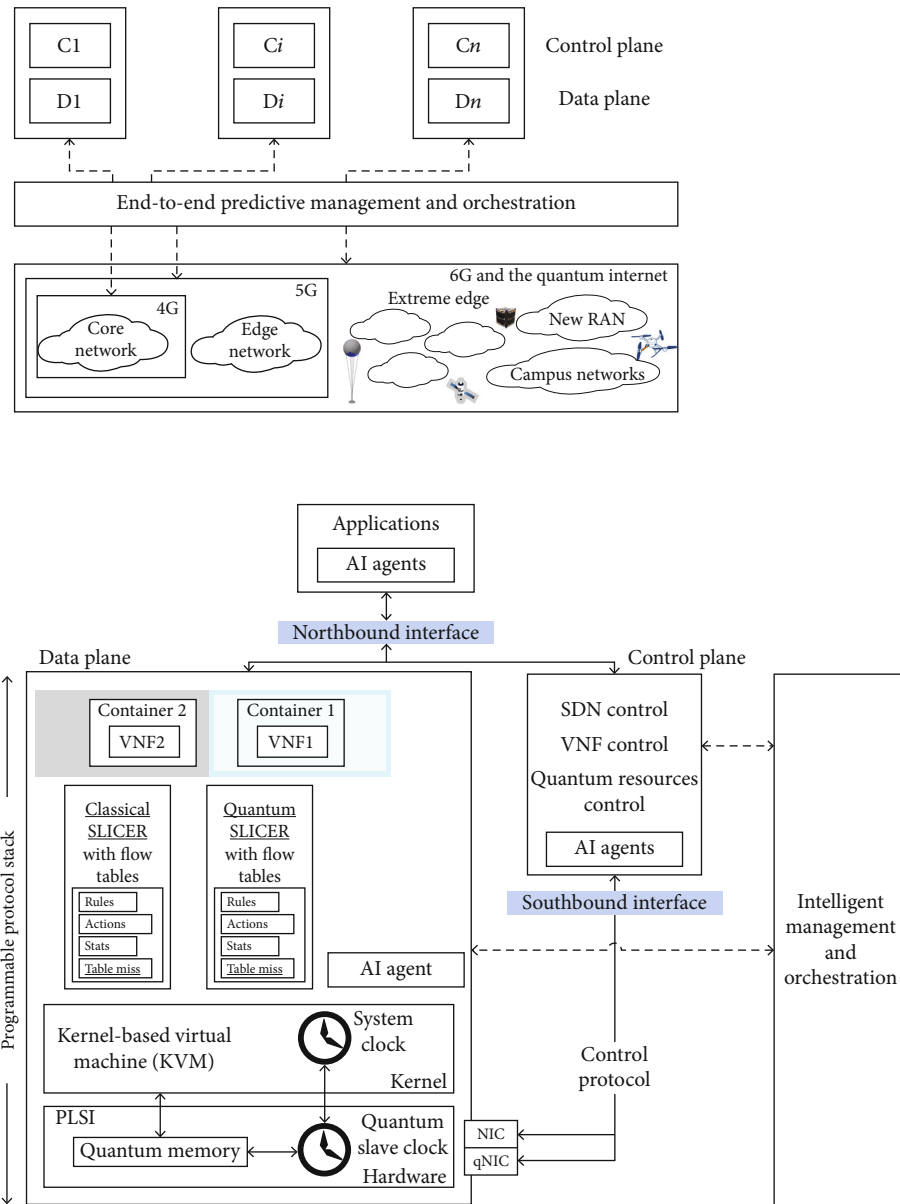 C1
Ci
Cn
Control plane
D1
Di
Dn
Data plane
End-to-end predictive management and orchestration
6G and the quantum internet
5G
4G
Extreme edge
Core
network
Edge
network
New RAN
Campus networks
Applications
AI agents
Northbound interface
Data plane
Control plane
Programmable protocol stack
Container 2
VNF2
Container 1
VNF1
Classical
SLICER
with flow
tables
Rules
Actions
Stats
Table miss
Quantum
SLICER
with flow
tables
Rules
Actions
Stats
Table miss
AI agent
SDN control
VNF control
Quantum resources
control
AI agents
Southbound interface
Intelligent
management
and
orchestration
Kernel-based virtual
machine (KVM)
System
clock
Kernel
PLSI
Quantum memory
Quantum
slave clock
Hardware
NIC
qNIC
Control
protocol